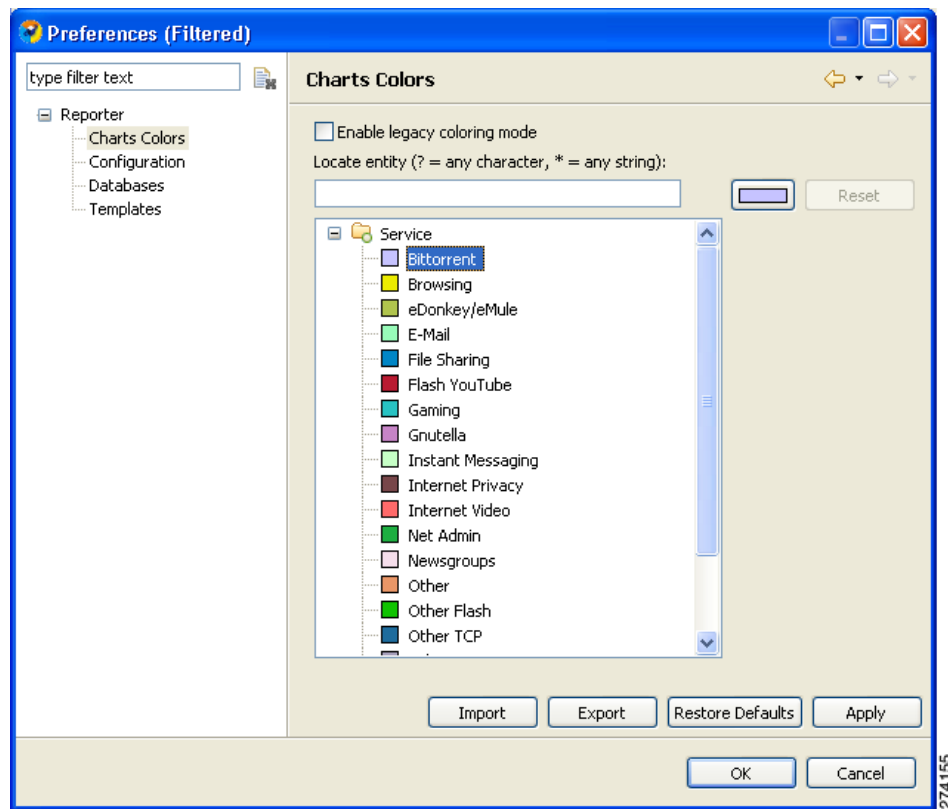 Preferences (Filtered)
type filter text
Reporter
Charts Colors
Configuration
Databases
Templates
Charts Colors
Enable legacy coloring mode
Locate entity (? = any character, * = any string):
Reset
Service
Bittorrent
Browsing
eDonkey/eMule
E-Mail
File Sharing
Flash YouTube
Gaming
Gnutella
Instant Messaging
Internet Privacy
Internet Video
Net Admin
Newsgroups
Other
Other Flash
Other TCP
Import
Export
Restore Defaults
Apply
OK
Cancel
274155